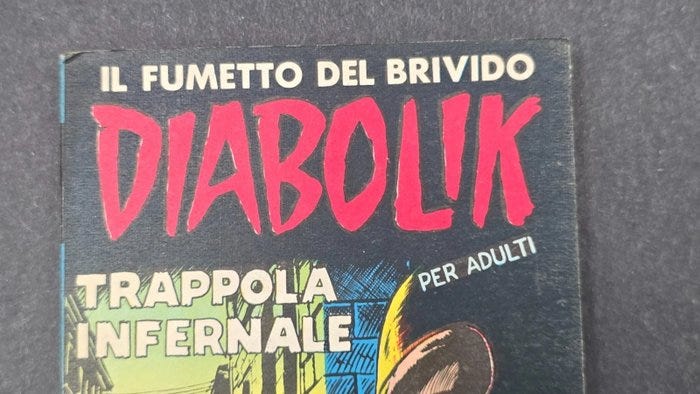 IL FUMETTO DEL BRIVIDO
DIABOLIK
PER ADULTI
TRAPPOLA
INFERNALE